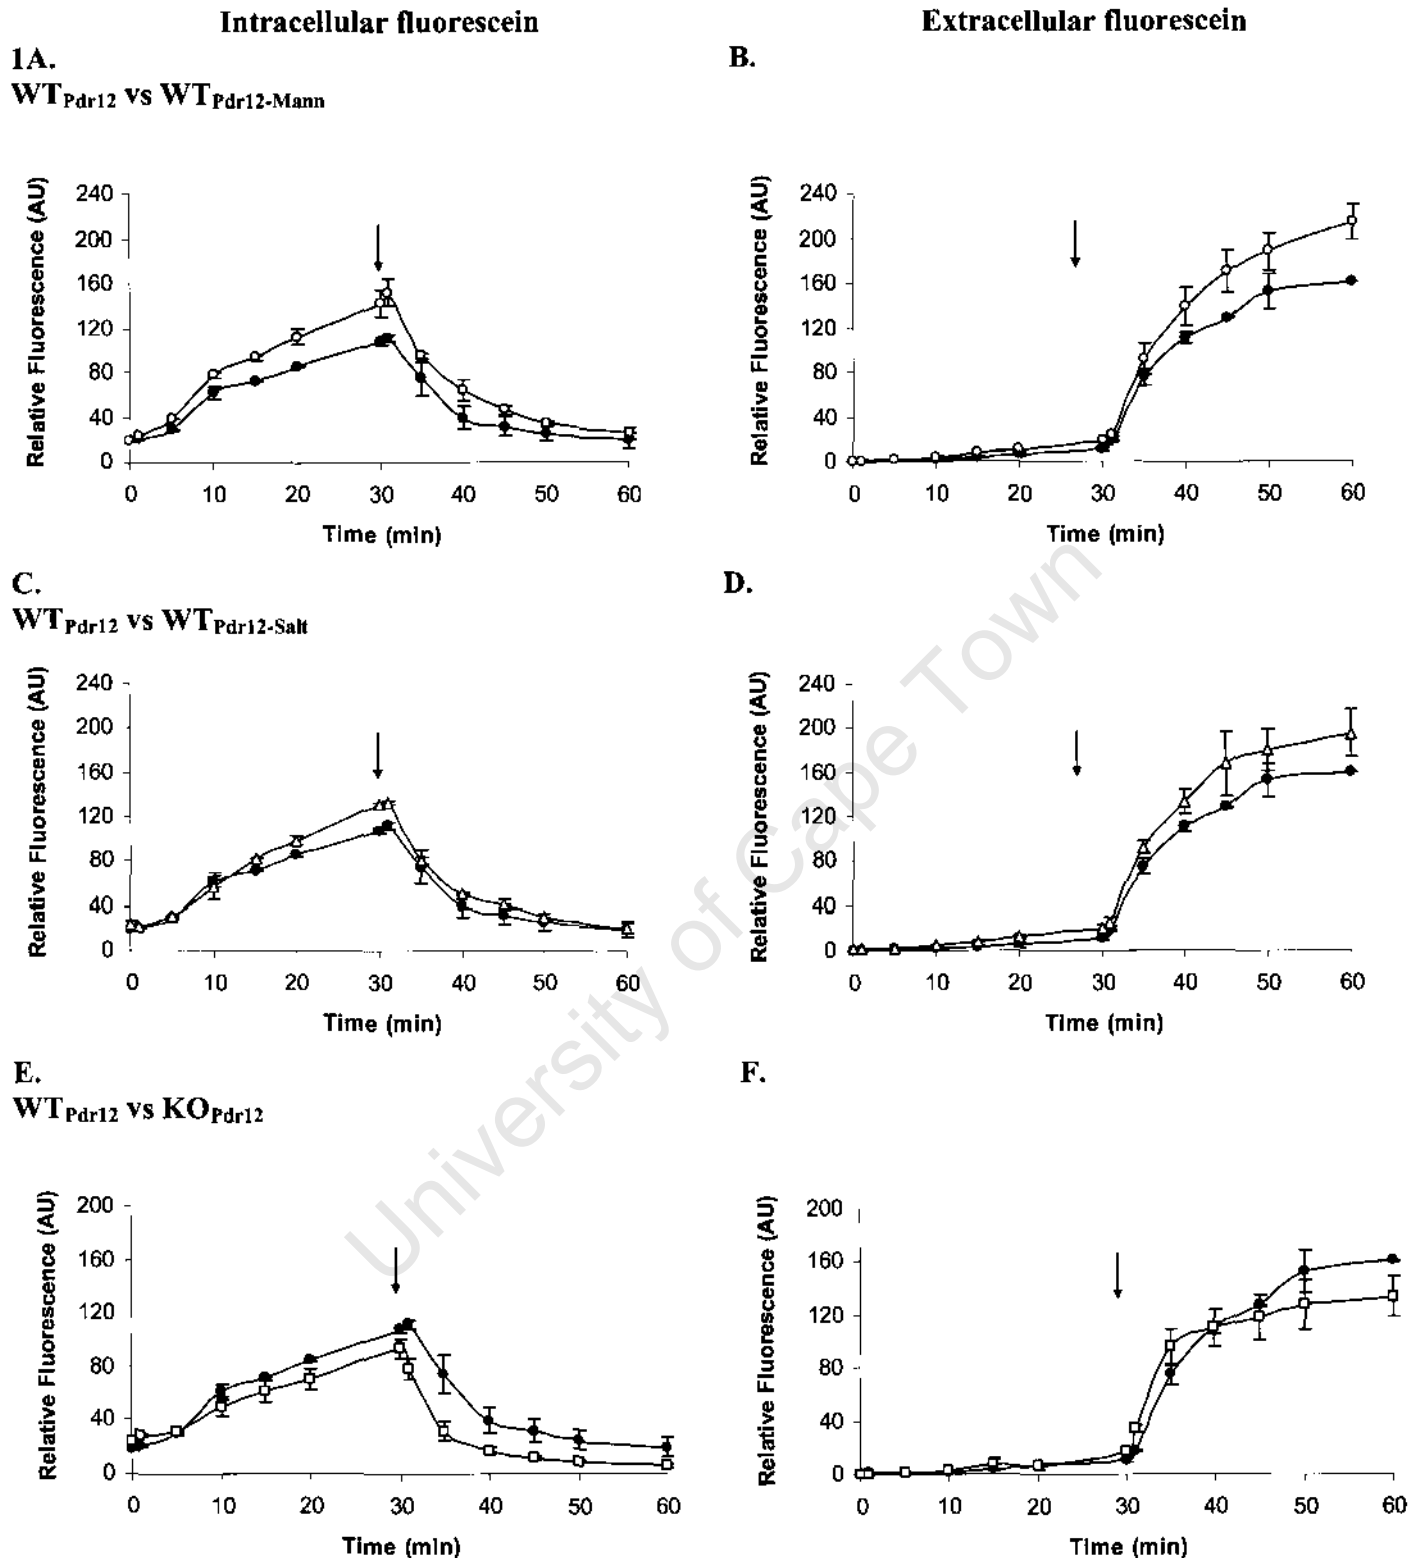 Intracellular fluorescein
Extracellular fluorescein
1A.
B.
WTPdr12 vs WTPdr12-Mann
Relative Fluorescence (AU)
240
200
160
120
80
40
0
0 10 20 30 40 50 60
Time (min)
Relative Fluorescence (AU)
240
200
160
120
80
40
0
0 10 20 30 40 50 60
Time (min)
C.
D.
WTPdr12 vs WTPdr12-Salt
Relative Fluorescence (AU)
240
200
160
120
80
40
0
0 10 20 30 40 50 60
Time (min)
Relative Fluorescence (AU)
240
200
160
120
80
40
0
0 10 20 30 40 50 60
Time (min)
E.
F.
WTPdr12 vs KOPdr12
Relative Fluorescence (AU)
200
160
120
80
40
0
0 10 20 30 40 50 60
Time (min)
Relative Fluorescence (AU)
200
160
120
80
40
0
0 10 20 30 40 50 60
Time (min)
University of Cape Town